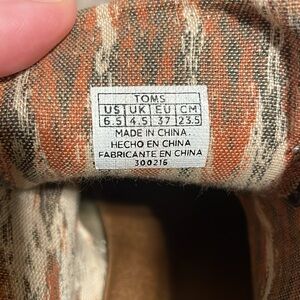 TOMS
US UK EU CM
6.5 4.5 37 23.5
MADE IN CHINA.
HECHO EN CHINA
FABRICANTE EN CHINA
300216